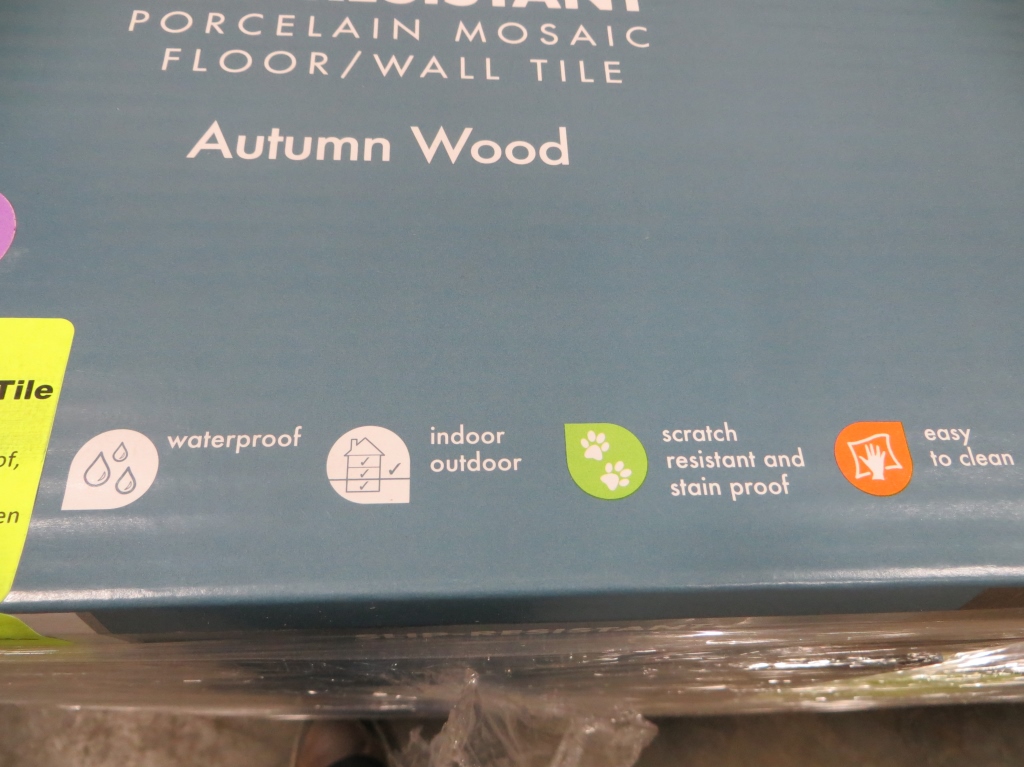 PORCELAIN MOSAIC
FLOOR/WALL TILE
Autumn Wood
Tile
waterproof
indoor
outdoor
scratch
resistant and
stain proof
easy
to clean